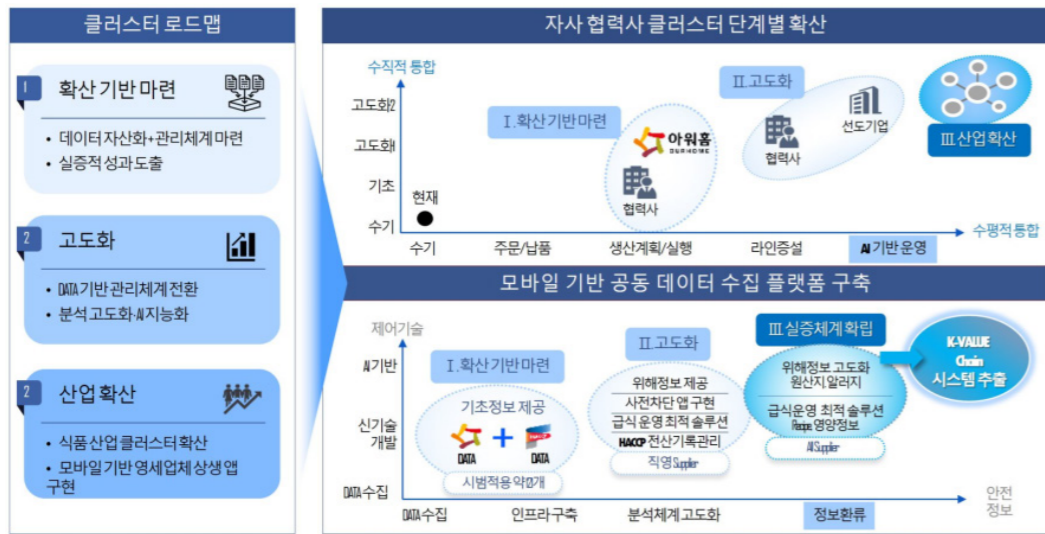 클러스터 로드맵
1
확산 기반 마련
• 데이터 자산화+관리체계 마련
• 실증적 성과 도출
2
고도화
• DATA 기반 관리체계 전환
• 분석 고도화·AI 지능화
2
산업 확산
• 식품 산업 클러스터 확산
• 모바일 기반 영세업체 상생 앱
구현
자사 협력사 클러스터 단계별 확산
수직적 통합
고도화2
고도화1
기초
수기
현재
Ⅰ.확산 기반 마련
아워홈
OURHOME
협력사
Ⅱ.고도화
협력사
선도기업
Ⅲ.산업 확산
수기
주문/납품
생산계획/실행
라인증설
AI 기반 운영
수평적 통합
모바일 기반 공동 데이터 수집 플랫폼 구축
제어기술
AI 기반
신기술
개발
DATA 수집
Ⅰ.확산 기반 마련
기초정보 제공
HACCP
DATA
DATA
Ⅱ.고도화
위해정보 제공
사전차단 앱 구현
급식 운영 최적 솔루션
HACCP 전산기록관리
직영 Supplier
Ⅲ.실증체계 확립
위해정보 고도화
원산지 알러지
급식 운영 최적 솔루션
Recipe 영양정보
All Supplier
K-VALUE
Chain
시스템 추출
DATA 수집
인프라 구축
분석체계 고도화
정보환류
안전
정보